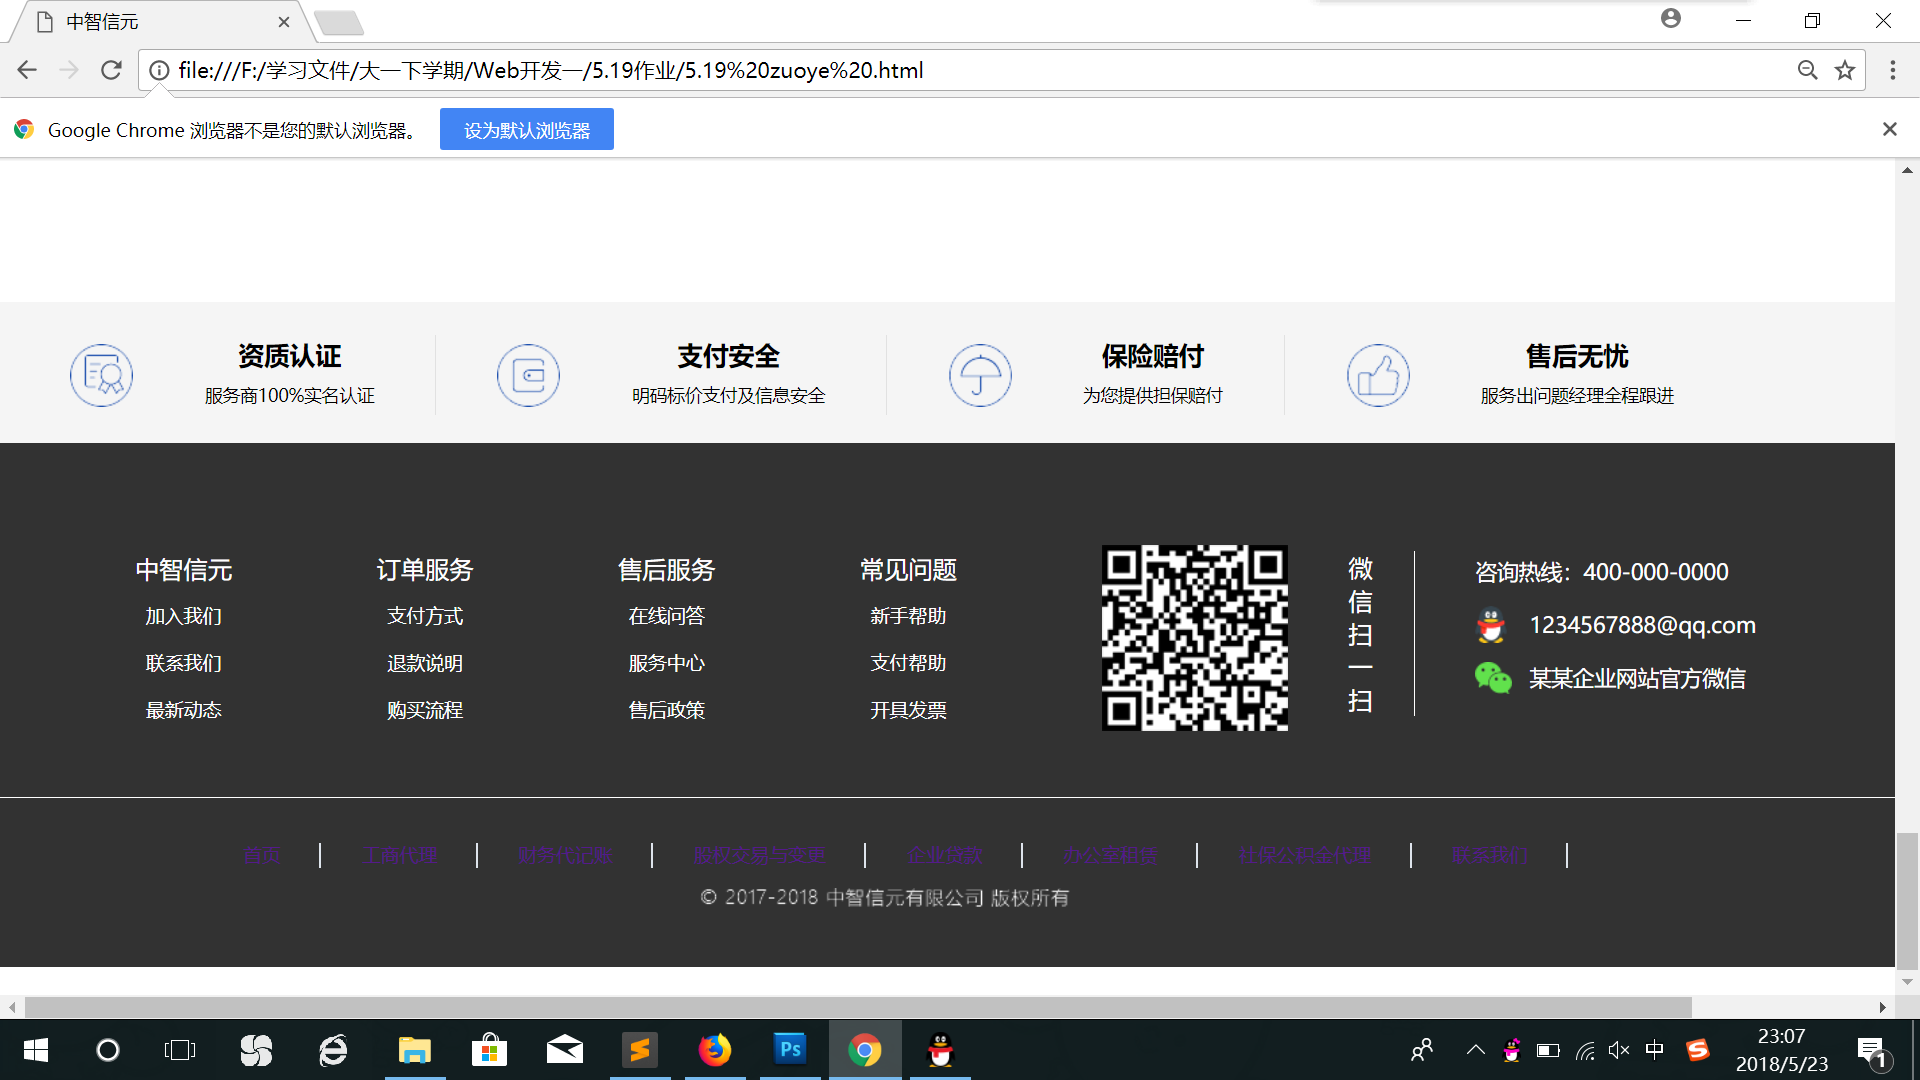 中智信元
file:///F:/学习文件/大一下学期/Web开发一/5.19作业/5.19%20zuoye%20.html
Google Chrome 浏览器不是您的默认浏览器。
设为默认浏览器
资质认证
服务商100%实名认证
支付安全
明码标价支付及信息安全
保险赔付
为您提供担保赔付
售后无忧
服务出问题经理全程跟进
中智信元
加入我们
联系我们
最新动态
订单服务
支付方式
退款说明
购买流程
售后服务
在线问答
服务中心
售后政策
常见问题
新手帮助
支付帮助
开具发票
微信扫一扫
咨询热线：400-000-0000
1234567888@qq.com
某某企业网站官方微信
首页 工商代理 财务代记账 股权交易与变更 企业贷款 办公室租赁 社保公积金代理 联系我们
© 2017-2018 中智信元有限公司 版权所有
Ps
中
23:07
2018/5/23
1